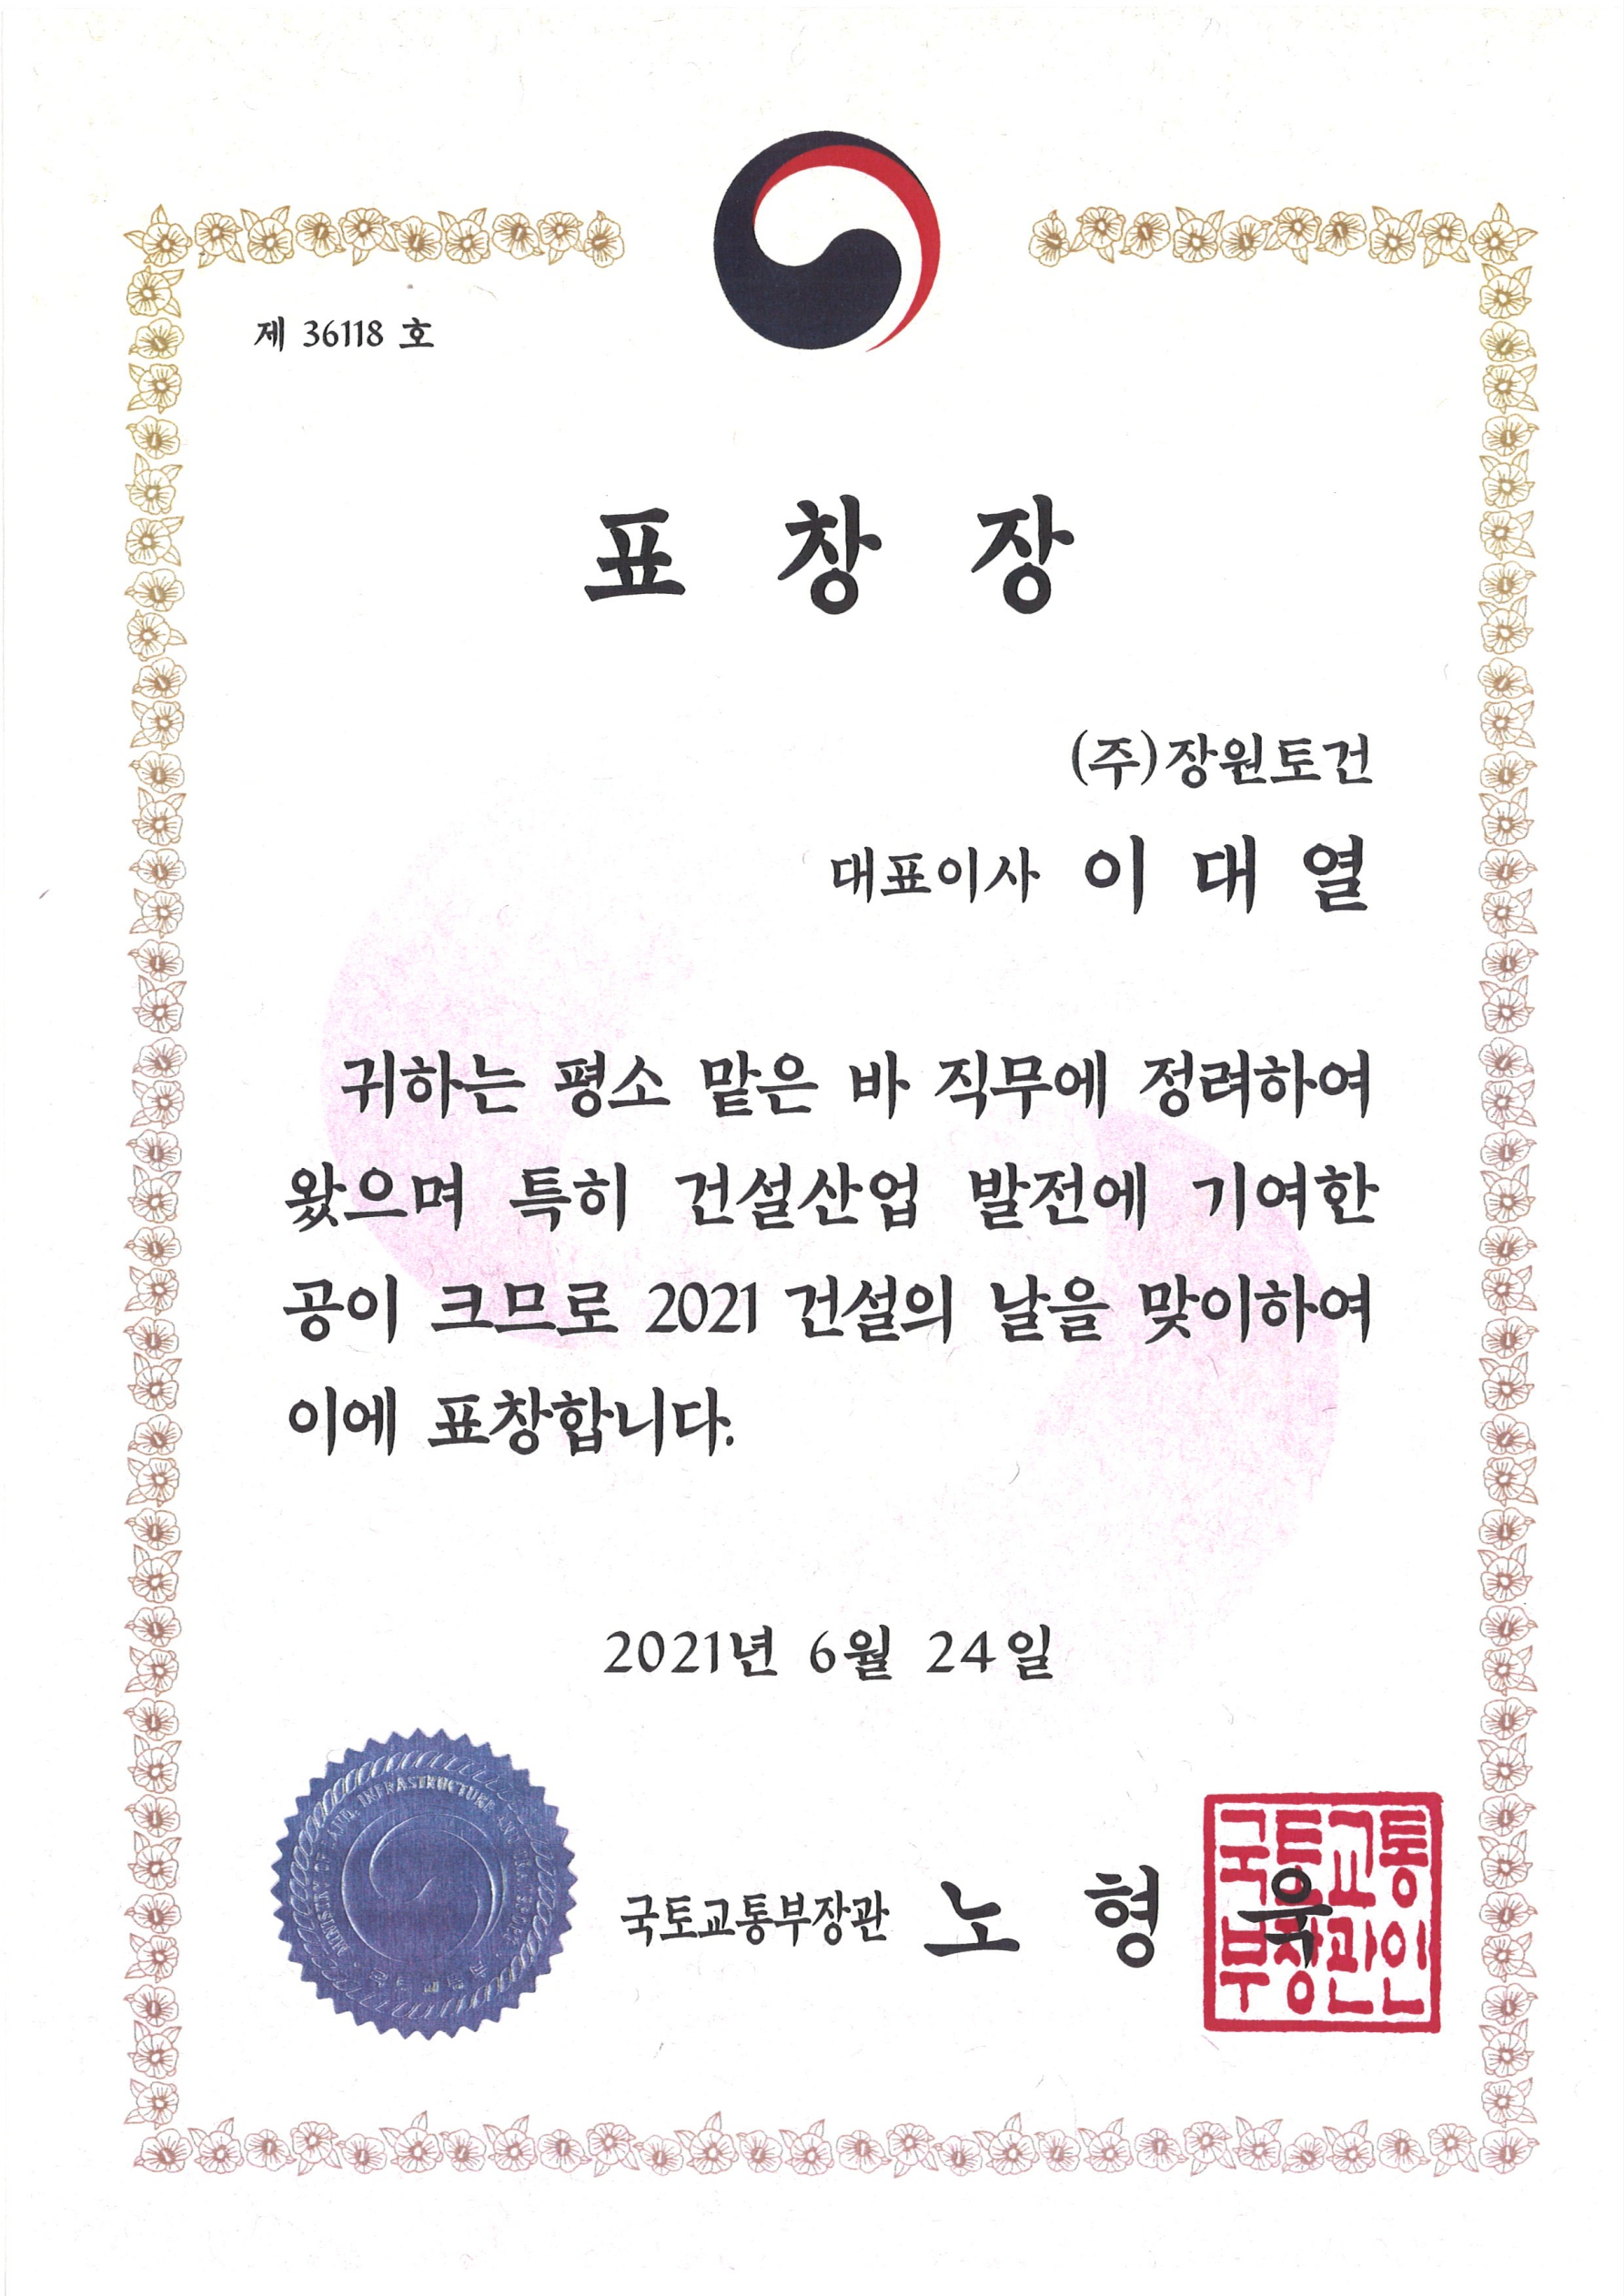 제 36118 호
표 창 장
(주)장원토건
대표이사 이 대 열
귀하는 평소 맡은 바 직무에 정려하여
왔으며 특히 건설산업 발전에 기여한
공이 크므로 2021 건설의 날을 맞이하여
이에 표창합니다.
2021년 6월 24일
MINISTRY OF LAND, INFRASTRUCTURE AND
국토교통부장관 노 형 욱
국토교통
부장관인